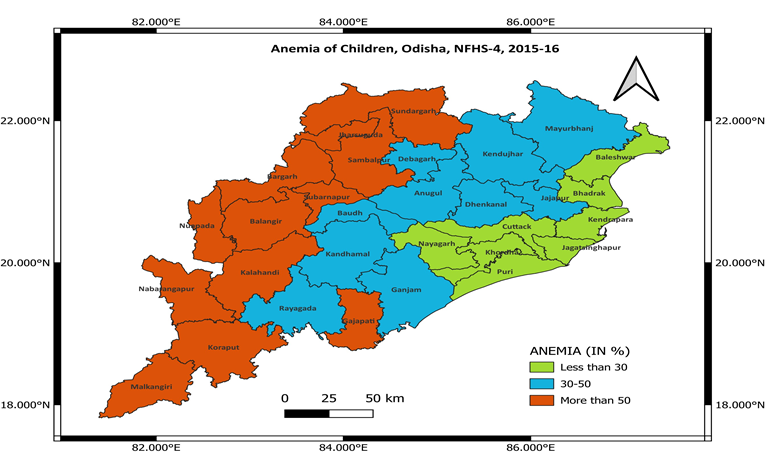 82.000°E 84.000°E 86.000°E
Anemia of Children, Odisha, NFHS-4, 2015-16
Sundargarh
22.000°N 22.000°N
Mayurbhanj
Jharsuguda
Kendujhar
Sambalpur Debagarh Baleshwar
Bargarh
Anugul Bhadrak
Subarnapur Jajapur
Dhenkanal
Baudh
Balangir Kendrapara
Nuapada Cuttack
Nayagarh Jagatsinghapur
Kandhamal Khordha
20.000°N 20.000°N
Kalahandi Puri
Nabarangapur Ganjam
Rayagada
Gajapati
Koraput
ANEMIA (IN %)
Less than 30
Malkangiri 30-50
0 25 50 km More than 50
18.000°N 18.000°N
82.000°E 84.000°E 86.000°E